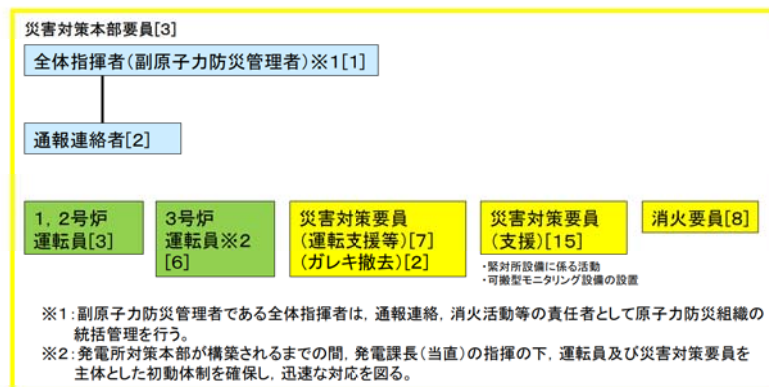 災害対策本部要員[3]
全体指揮者(副原子力防災管理者)※1[1]
通報連絡者[2]
1,2号炉
運転員[3]
3号炉
運転員※2
[6]
災害対策要員
(運転支援等)[7]
(ガレキ撤去)[2]
災害対策要員
(支援)[15]
・緊対所設備に係る活動
・可搬型モニタリング設備の設置
消火要員[8]
※1:副原子力防災管理者である全体指揮者は,通報連絡,消火活動等の責任者として原子力防災組織の
統括管理を行う。
※2:発電所対策本部が構築されるまでの間,発電課長(当直)の指揮の下,運転員及び災害対策要員を
主体とした初動体制を確保し,迅速な対応を図る。